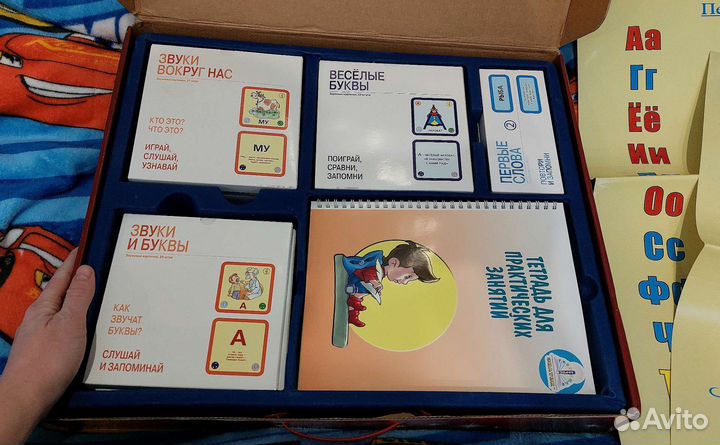 ЗВУКИ
ВОКРУГ НАС
КТО ЭТО?
ЧТО ЭТО?
ИГРАЙ,
СЛУШАЙ,
УЗНАВАЙ
МУ
МУ
ВЕСЁЛЫЕ
БУКВЫ
ПОИГРАЙ,
СРАВНИ,
ЗАПОМНИ
А
РЫБА
ПЕРВЫЕ
СЛОВА 2
ПОВТОРИ
И ЗАПОМНИ
ЗВУКИ
И БУКВЫ
КАК
ЗВУЧАТ
БУКВЫ?
СЛУШАЙ
И ЗАПОМИНАЙ
А
А
ТЕТРАДЬ ДЛЯ
ПРАКТИЧЕСКИХ
ЗАНЯТИЙ
Аа
Гг
Ёё
Ии
Оо
Сс
Avito